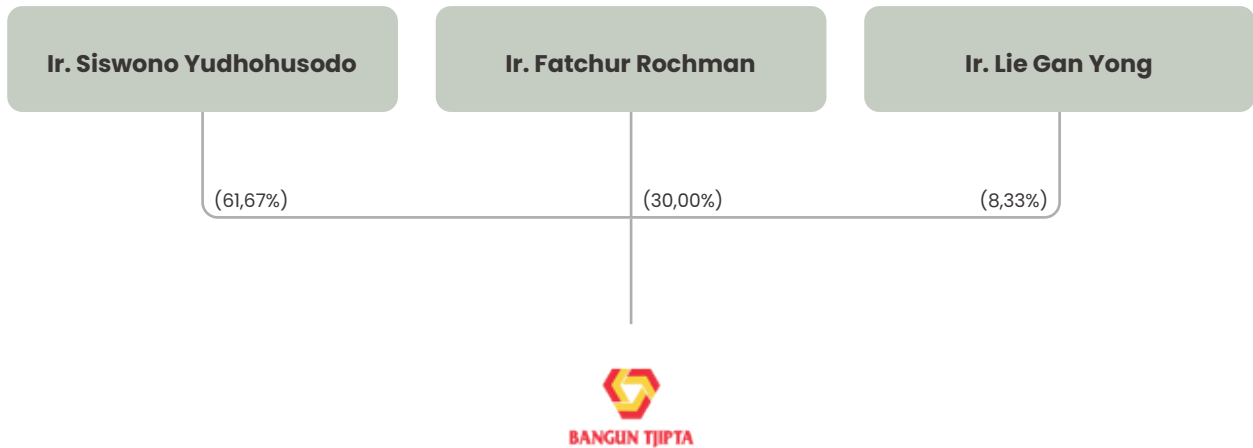 Ir. Siswono Yudhohusodo
Ir. Fatchur Rochman
Ir. Lie Gan Yong
(61,67%)
(30,00%)
(8,33%)
BANGUN TJIPTA